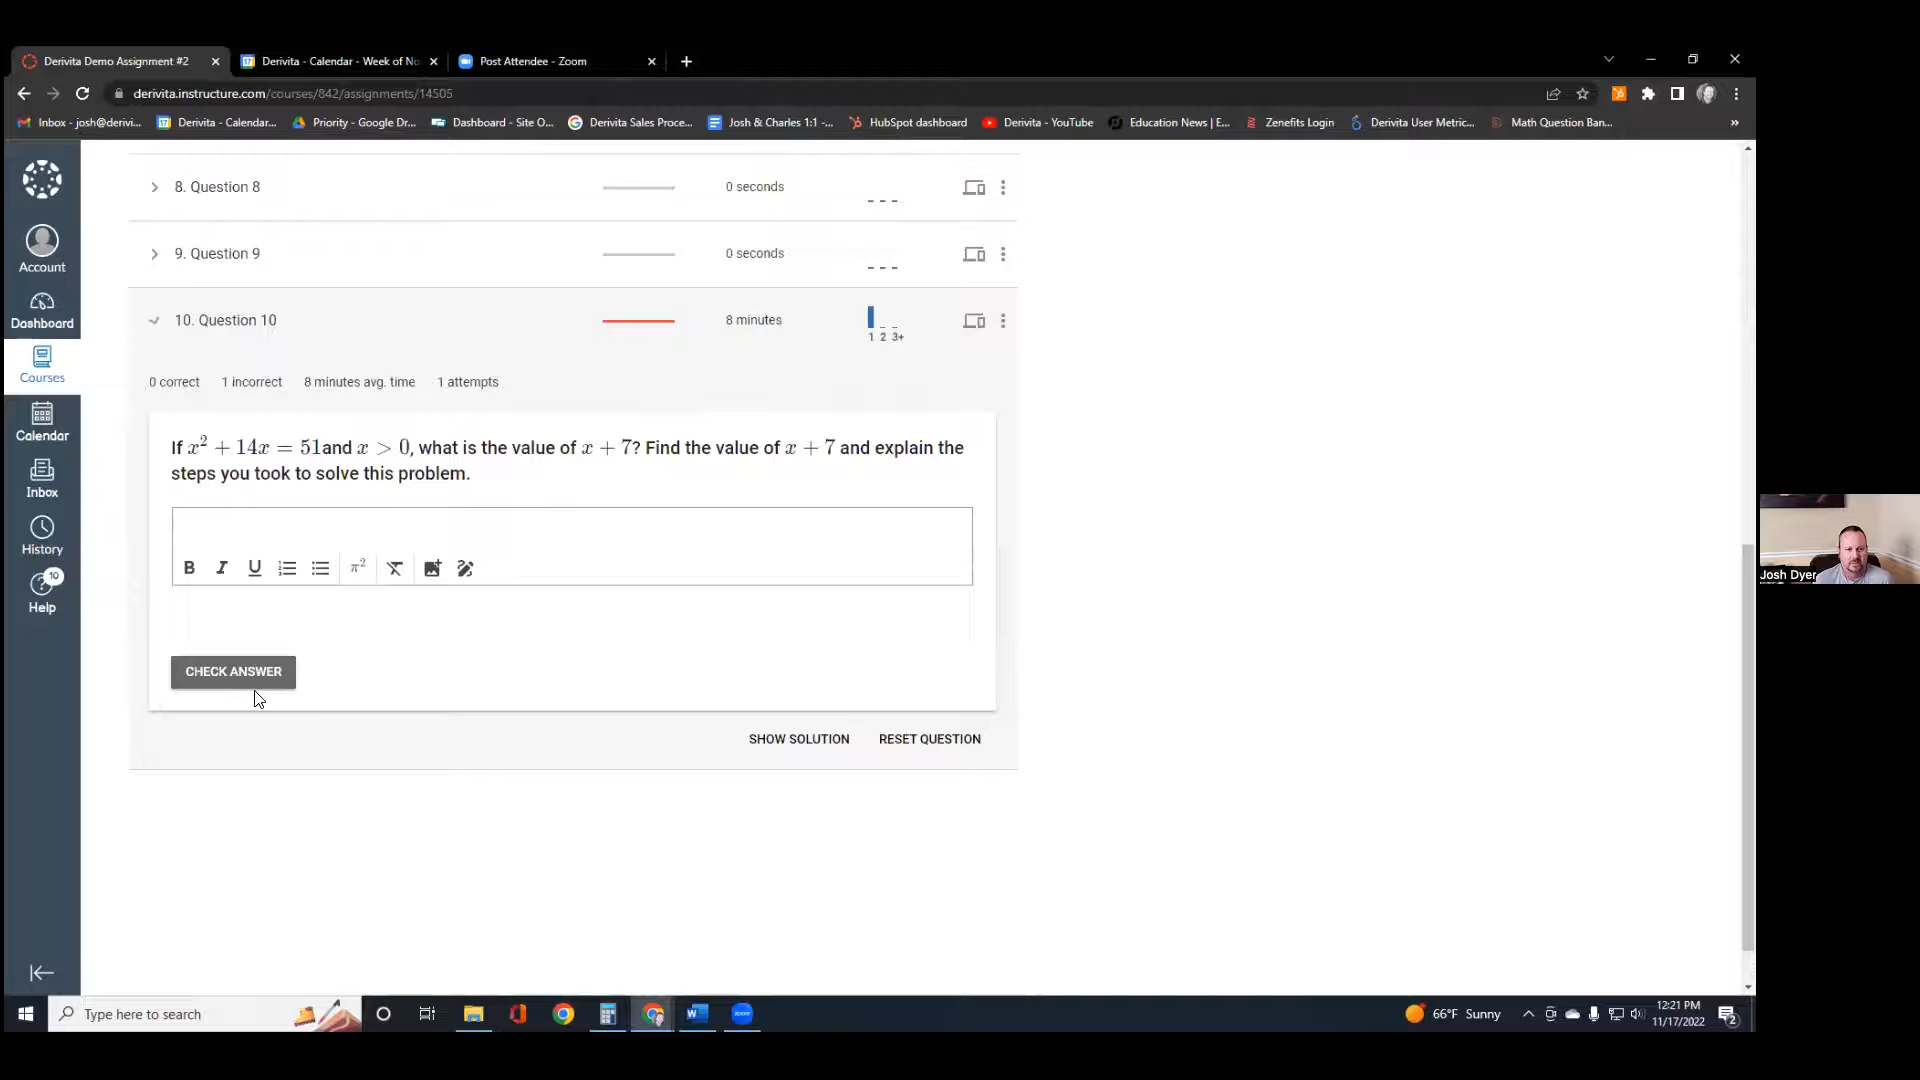 Derivita Demo Assignment #2
Derivita - Calendar - Week of No
Post Attendee - Zoom
derivita.instructure.com/courses/842/assignments/14505
Inbox - josh@derivi...
Derivita - Calendar...
Priority - Google Dr...
Dashboard - Site O...
Derivita Sales Proce...
Josh & Charles 1:1 -...
HubSpot dashboard
Derivita - YouTube
Education News | E...
Zenefits Login
Derivita User Metric...
Math Question Ban...
»
Account
Dashboard
Courses
Calendar
Inbox
History
10
Help
8. Question 8
0 seconds
9. Question 9
0 seconds
10. Question 10
8 minutes
1 2 3+
0 correct 1 incorrect 8 minutes avg. time 1 attempts
If x² + 14x = 51and x > 0, what is the value of x + 7? Find the value of x + 7 and explain the
steps you took to solve this problem.
B I U π²
CHECK ANSWER
SHOW SOLUTION RESET QUESTION
Josh Dyer
Type here to search
66°F Sunny
12:21 PM
11/17/2022
2